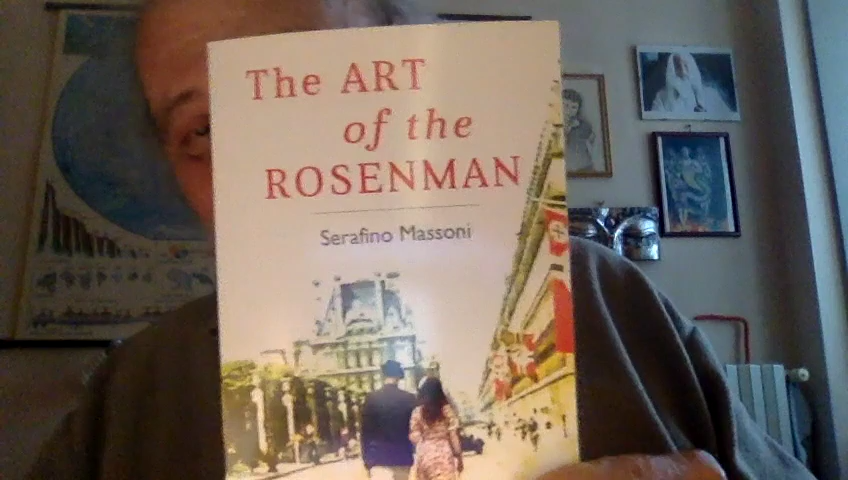 The ART
of the
ROSENMAN
Serafino Massoni